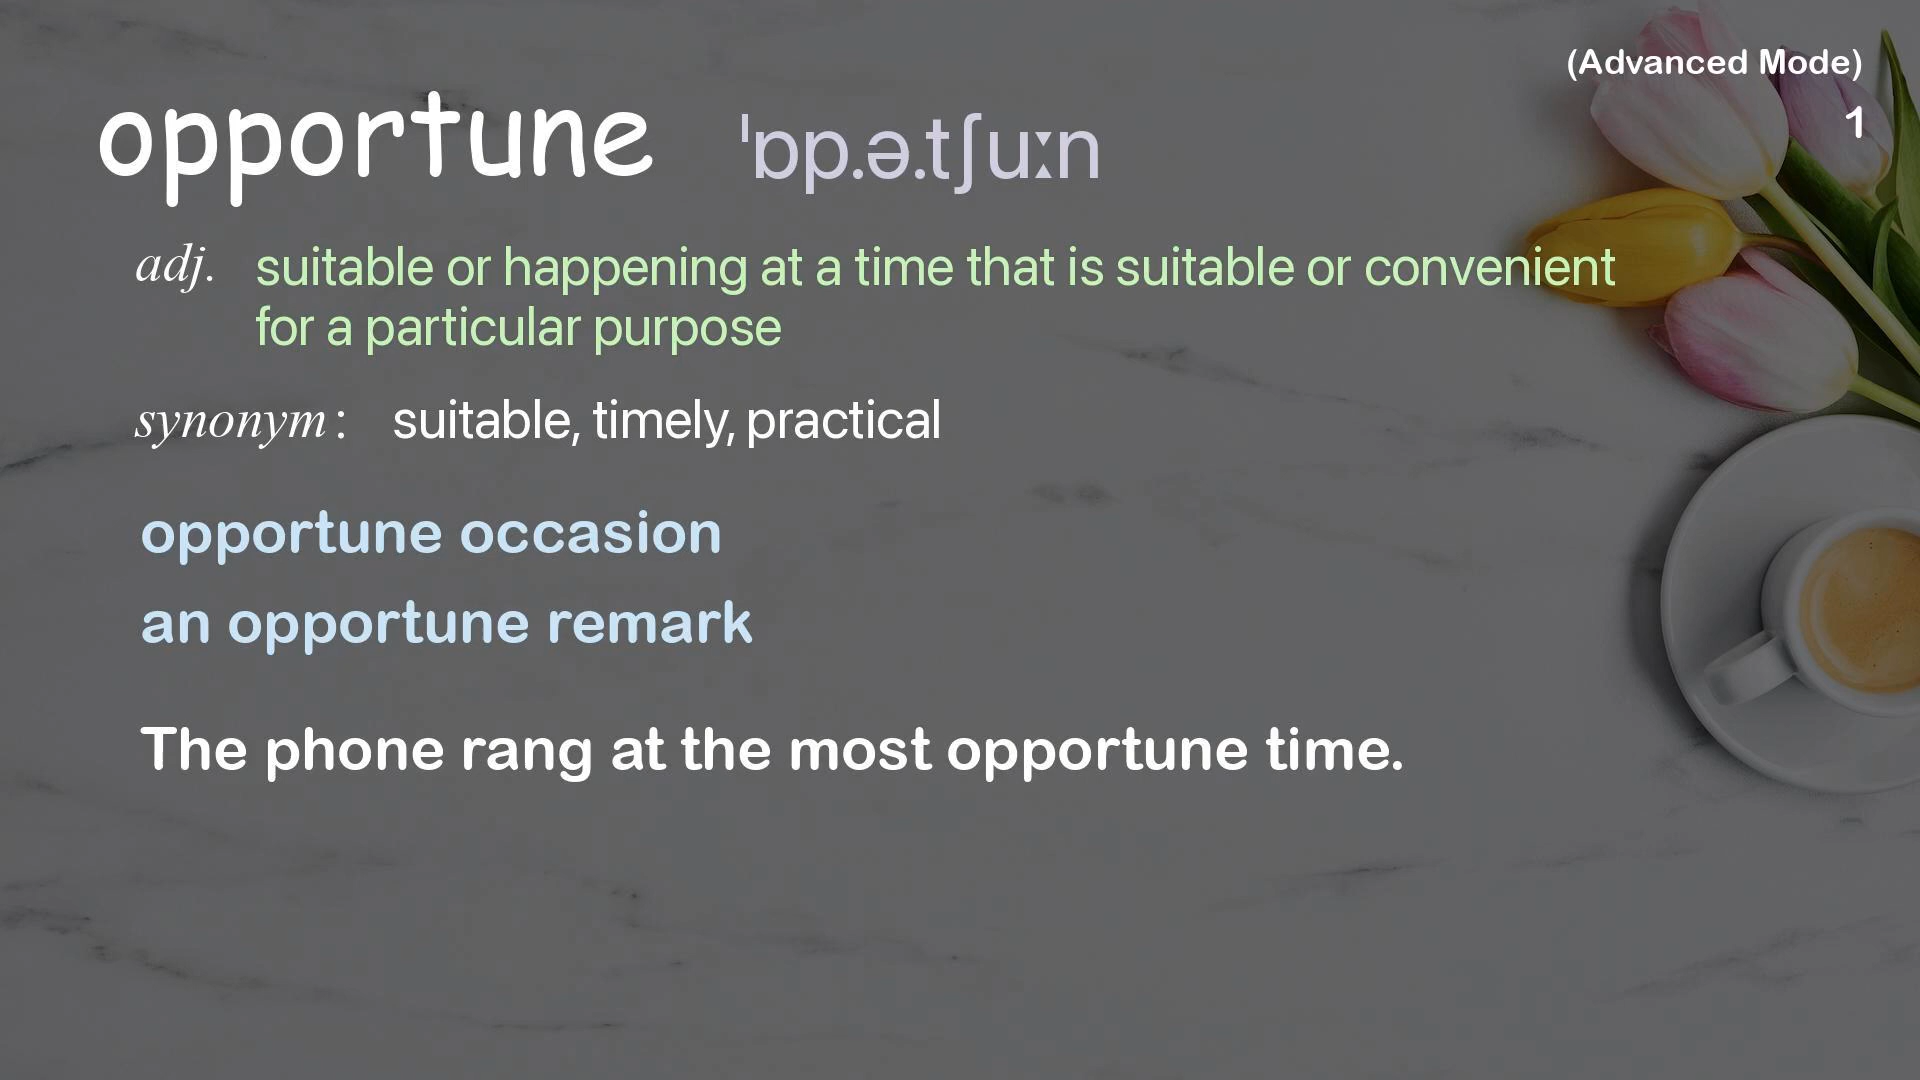 (Advanced Mode)
1
opportune ˈɒp.ə.tʃuːn
adj. suitable or happening at a time that is suitable or convenient
for a particular purpose
synonym: suitable, timely, practical
opportune occasion
an opportune remark
The phone rang at the most opportune time.